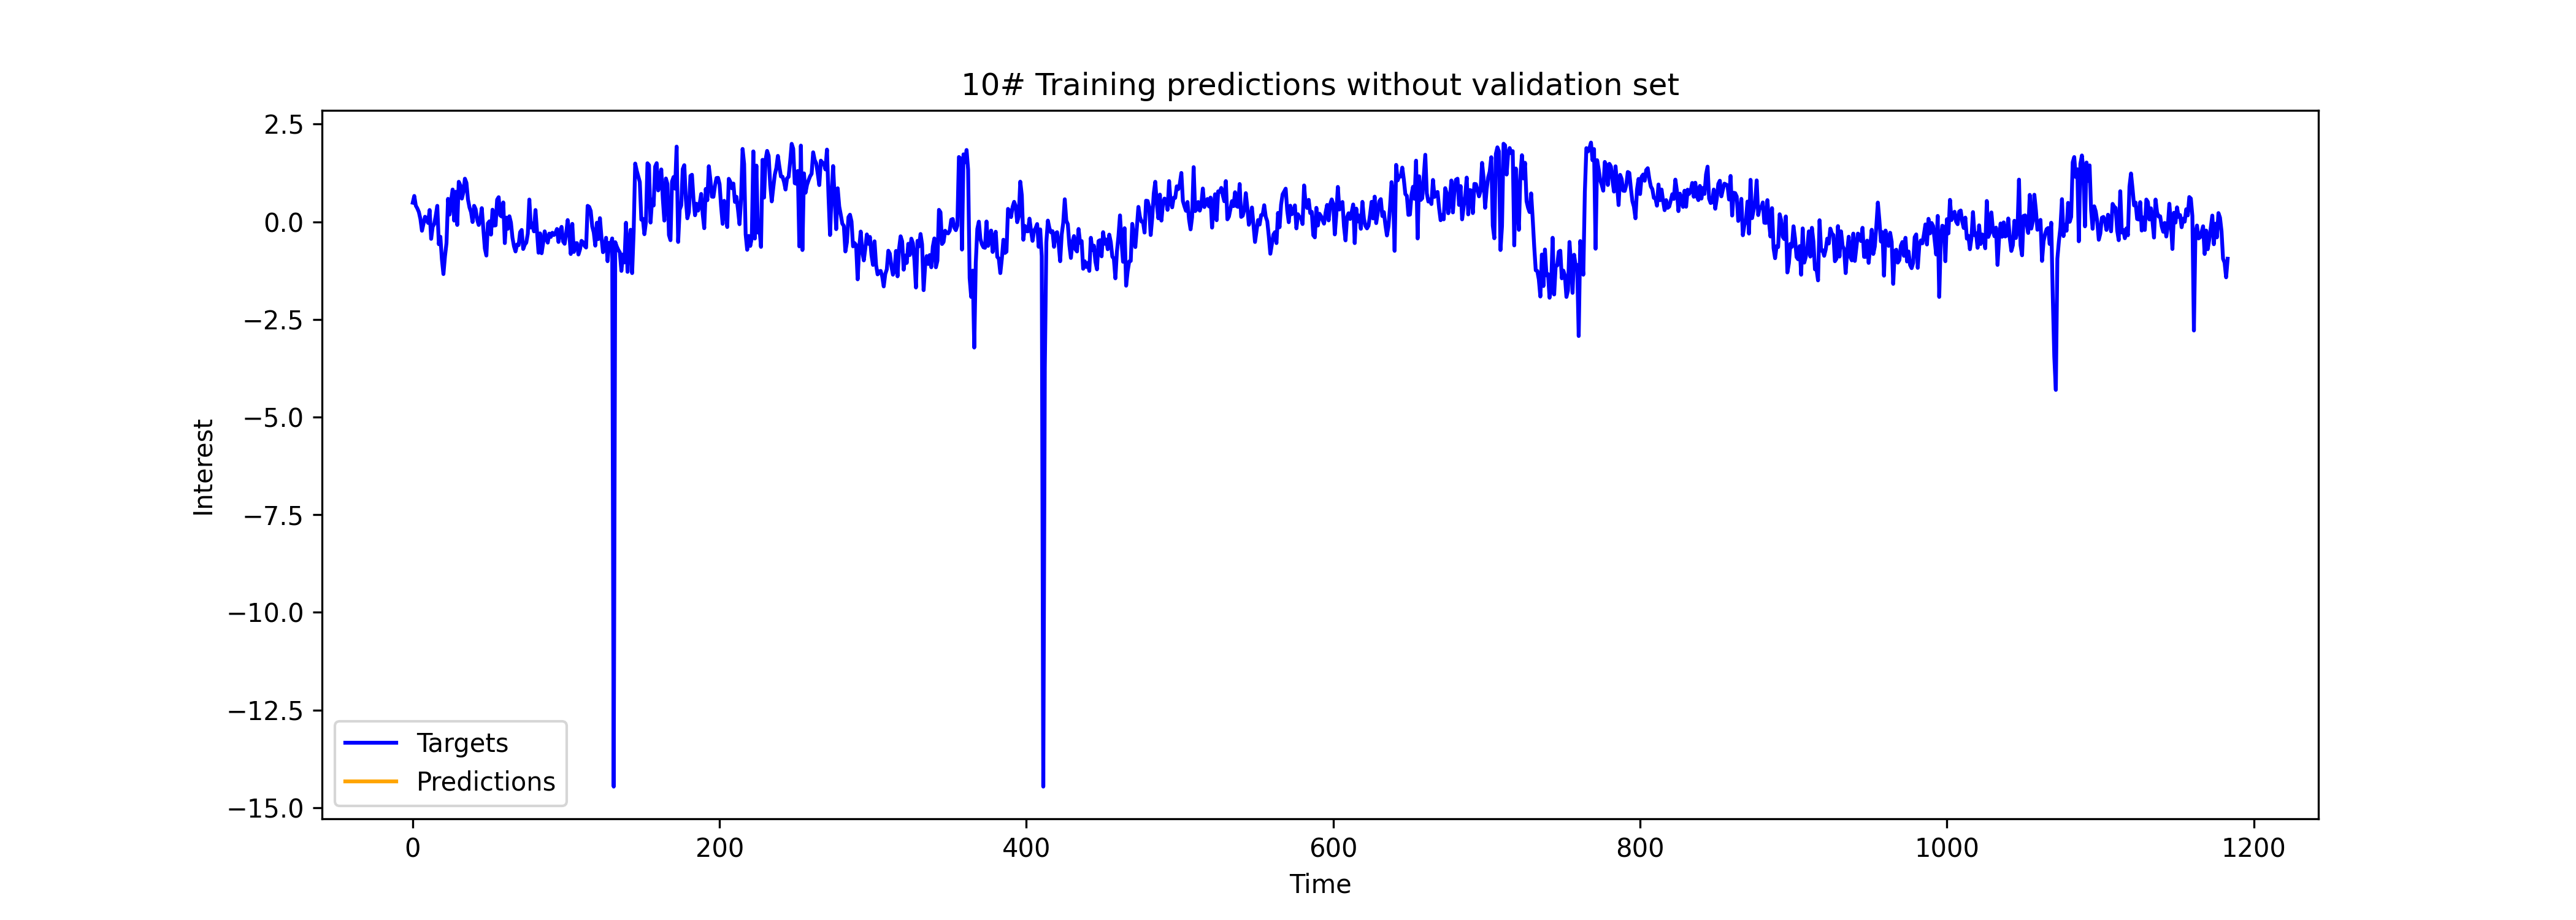 10# Training predictions without validation set
2.5
0.0
−2.5
−5.0
−7.5
−10.0
−12.5
−15.0
Interest
Targets
Predictions
0 200 400 600 800 1000 1200
Time